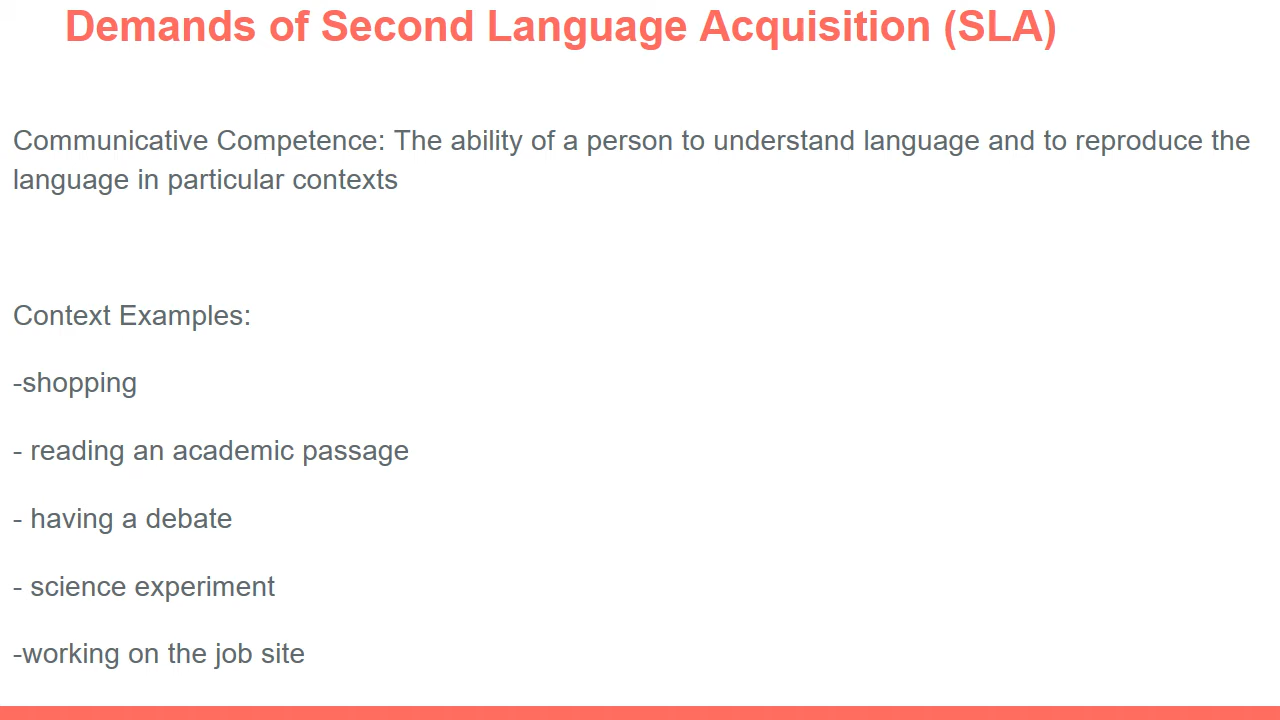 Demands of Second Language Acquisition (SLA)
Communicative Competence: The ability of a person to understand language and to reproduce the
language in particular contexts
Context Examples:
-shopping
- reading an academic passage
- having a debate
- science experiment
-working on the job site